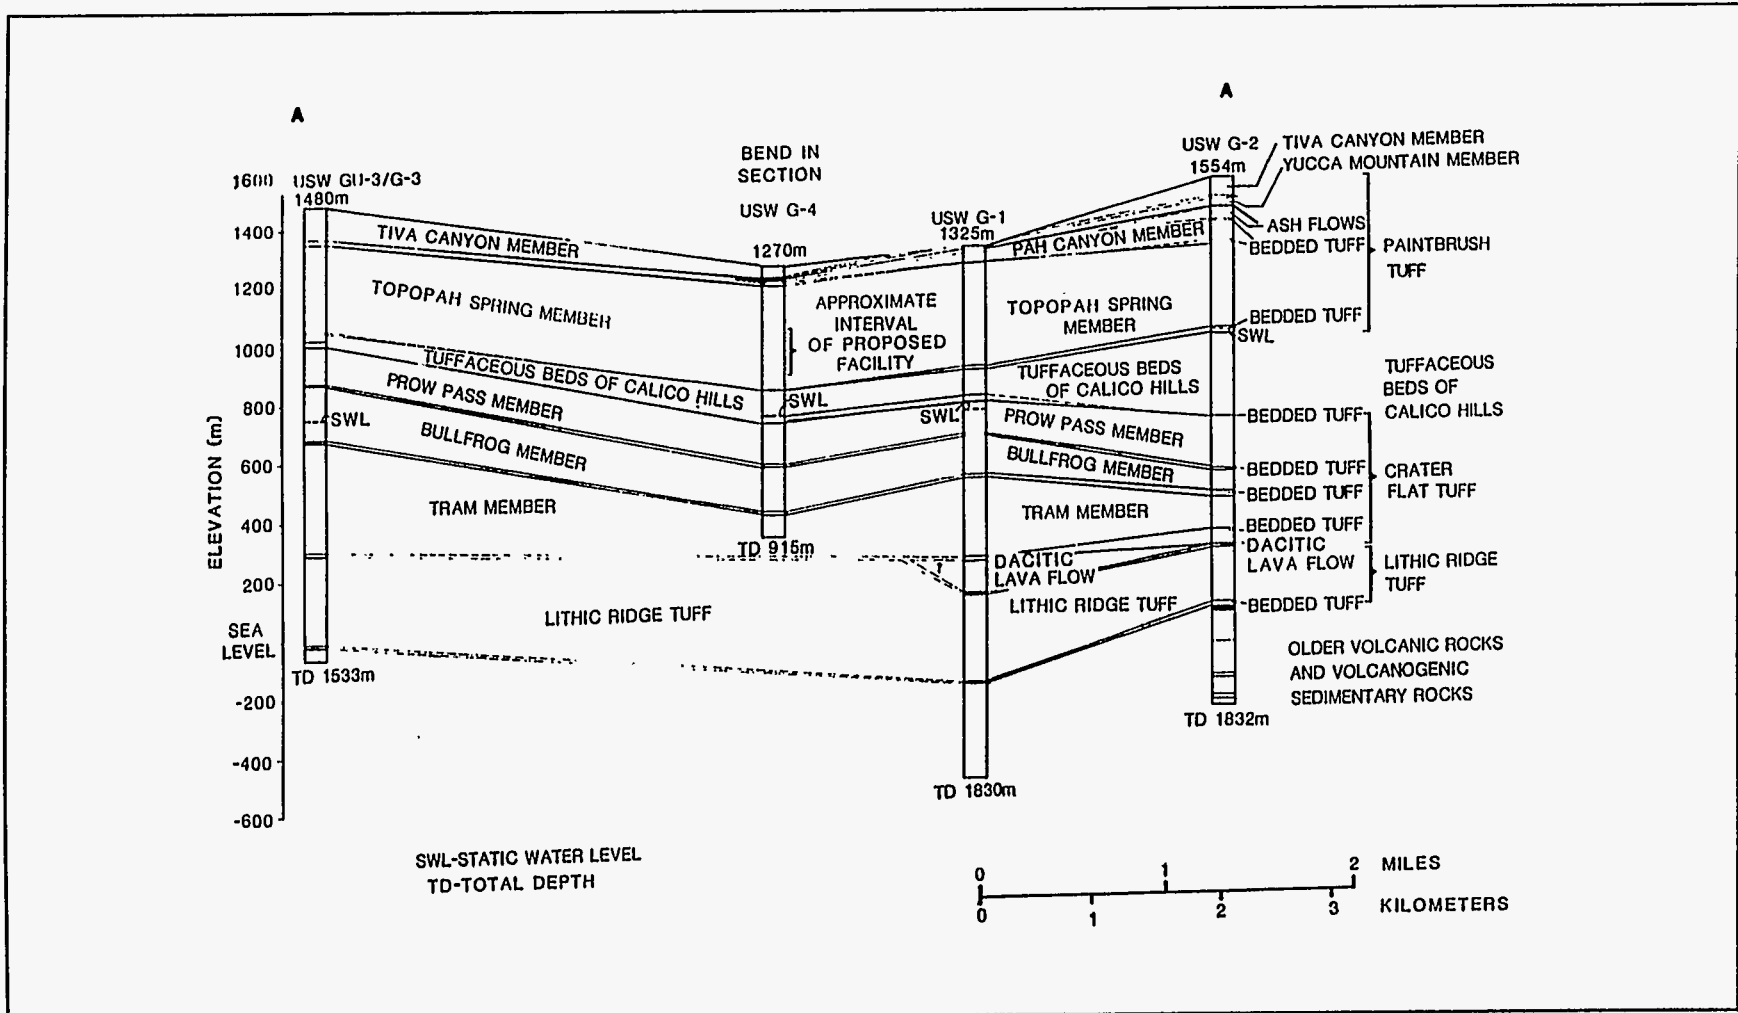 A
A
BEND IN
SECTION
USW G-4
1270m
USW GU-3/G-3
1480m
USW G-1
1325m
USW G-2
1554m
TIVA CANYON MEMBER
YUCCA MOUNTAIN MEMBER
ASH FLOWS
BEDDED TUFF
PAINTBRUSH
TUFF
BEDDED TUFF
SWL
TUFFACEOUS
BEDS OF
CALICO HILLS
BEDDED TUFF
BEDDED TUFF
BEDDED TUFF
CRATER
FLAT TUFF
BEDDED TUFF
DACITIC
LAVA FLOW
LITHIC RIDGE
TUFF
BEDDED TUFF
OLDER VOLCANIC ROCKS
AND VOLCANOGENIC
SEDIMENTARY ROCKS
TD 1832m
ELEVATION (m)
1600
1400
1200
1000
800
600
400
200
SEA
LEVEL
-200
-400
-600
TIVA CANYON MEMBER
TOPOPAH SPRING MEMBER
TUFFACEOUS BEDS OF CALICO HILLS
PROW PASS MEMBER
SWL
BULLFROG MEMBER
TRAM MEMBER
LITHIC RIDGE TUFF
TD 1533m
APPROXIMATE
INTERVAL
OF PROPOSED
FACILITY
SWL
TD 915m
?
PAH CANYON MEMBER
TOPOPAH SPRING
MEMBER
TUFFACEOUS BEDS
OF CALICO HILLS
SWL
PROW PASS MEMBER
BULLFROG MEMBER
TRAM MEMBER
DACITIC
LAVA FLOW
LITHIC RIDGE TUFF
TD 1830m
SWL-STATIC WATER LEVEL
TD-TOTAL DEPTH
0 1 2 MILES
0 1 2 3 KILOMETERS